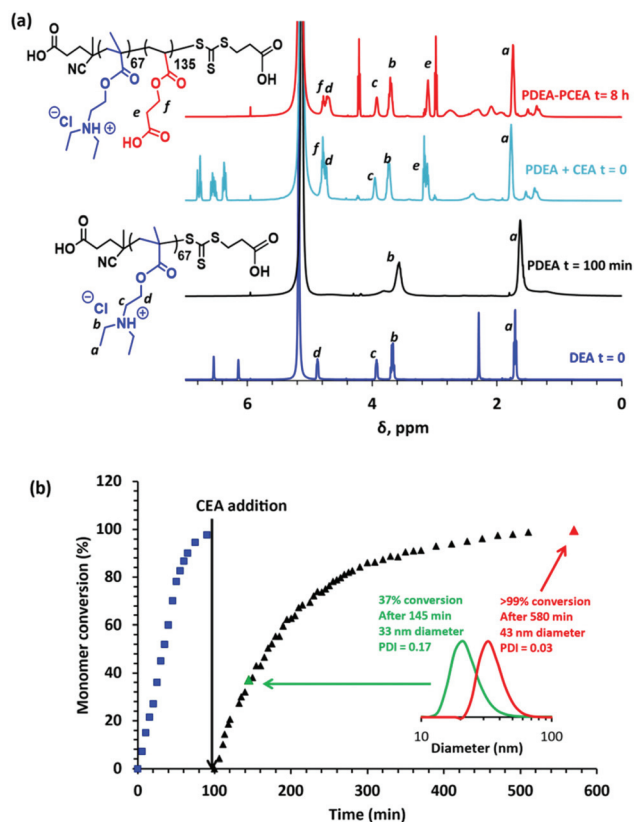 (a)
HO
O
NC
67
135
S
S
S
O
OH
O
O
O
O
e
f
Cl
NH
HO
O
f
d
c
b
e
a
PDEA-PCEA t= 8 h
f
d
c
b
e
a
PDEA + CEA t = 0
HO
O
NC
67
S
S
S
O
OH
O
O
c
d
Cl
b
NH
a
b
a
PDEA t = 100 min
d
c
b
a
DEA t = 0
6
4
2
0
δ, ppm
(b)
Monomer conversion (%)
120
100
80
60
40
20
0
CEA addition
37% conversion
After 145 min
33 nm diameter
PDI = 0.17
>99% conversion
After 580 min
43 nm diameter
PDI = 0.03
10
100
Diameter (nm)
0
100
200
300
400
500
600
Time (min)